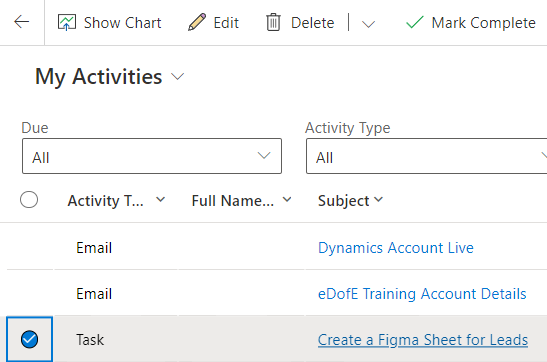 Show Chart Edit Delete Mark Complete
My Activities
Due Activity Type
All All
Activity T... Full Name... Subject
Email Dynamics Account Live
Email eDofE Training Account Details
Task Create a Figma Sheet for Leads